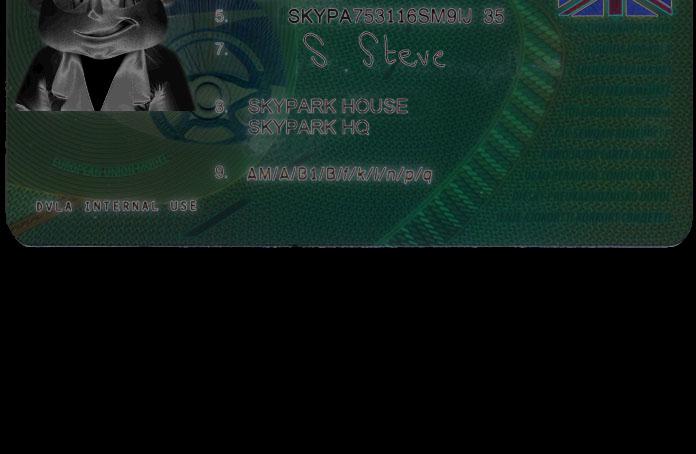 5. SKYPA753116SM9IJ 35
7. S Steve
8. SKYPARK HOUSE
SKYPARK HQ
9. AM/A/B1/B/f/k/l/n/p/q
DVLA INTERNAL USE